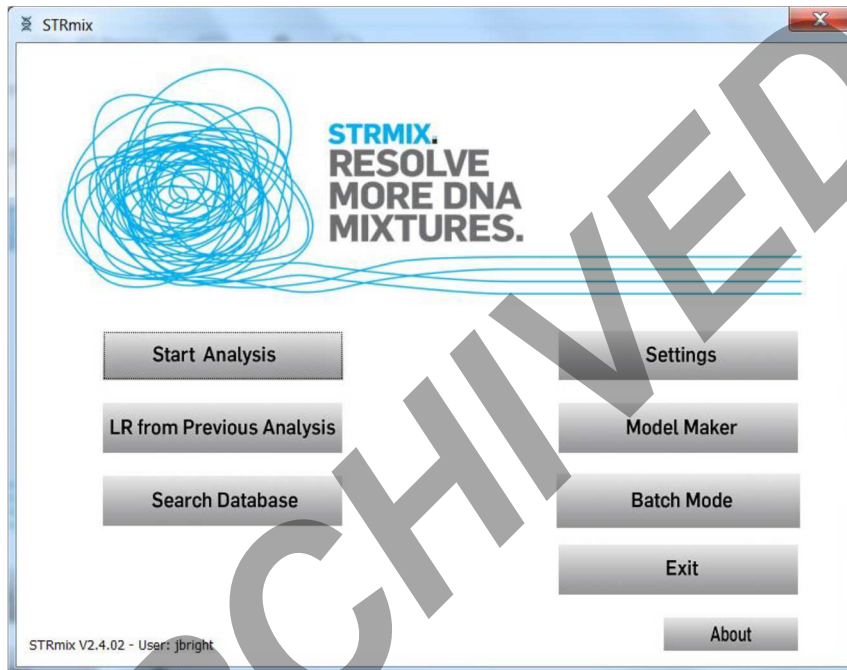 STRmix
STRMIX.
RESOLVE
MORE DNA
MIXTURES.
Start Analysis
Settings
LR from Previous Analysis
Model Maker
Search Database
Batch Mode
Exit
About
STRmix V2.4.02 - User: jbright
ARCHIVED